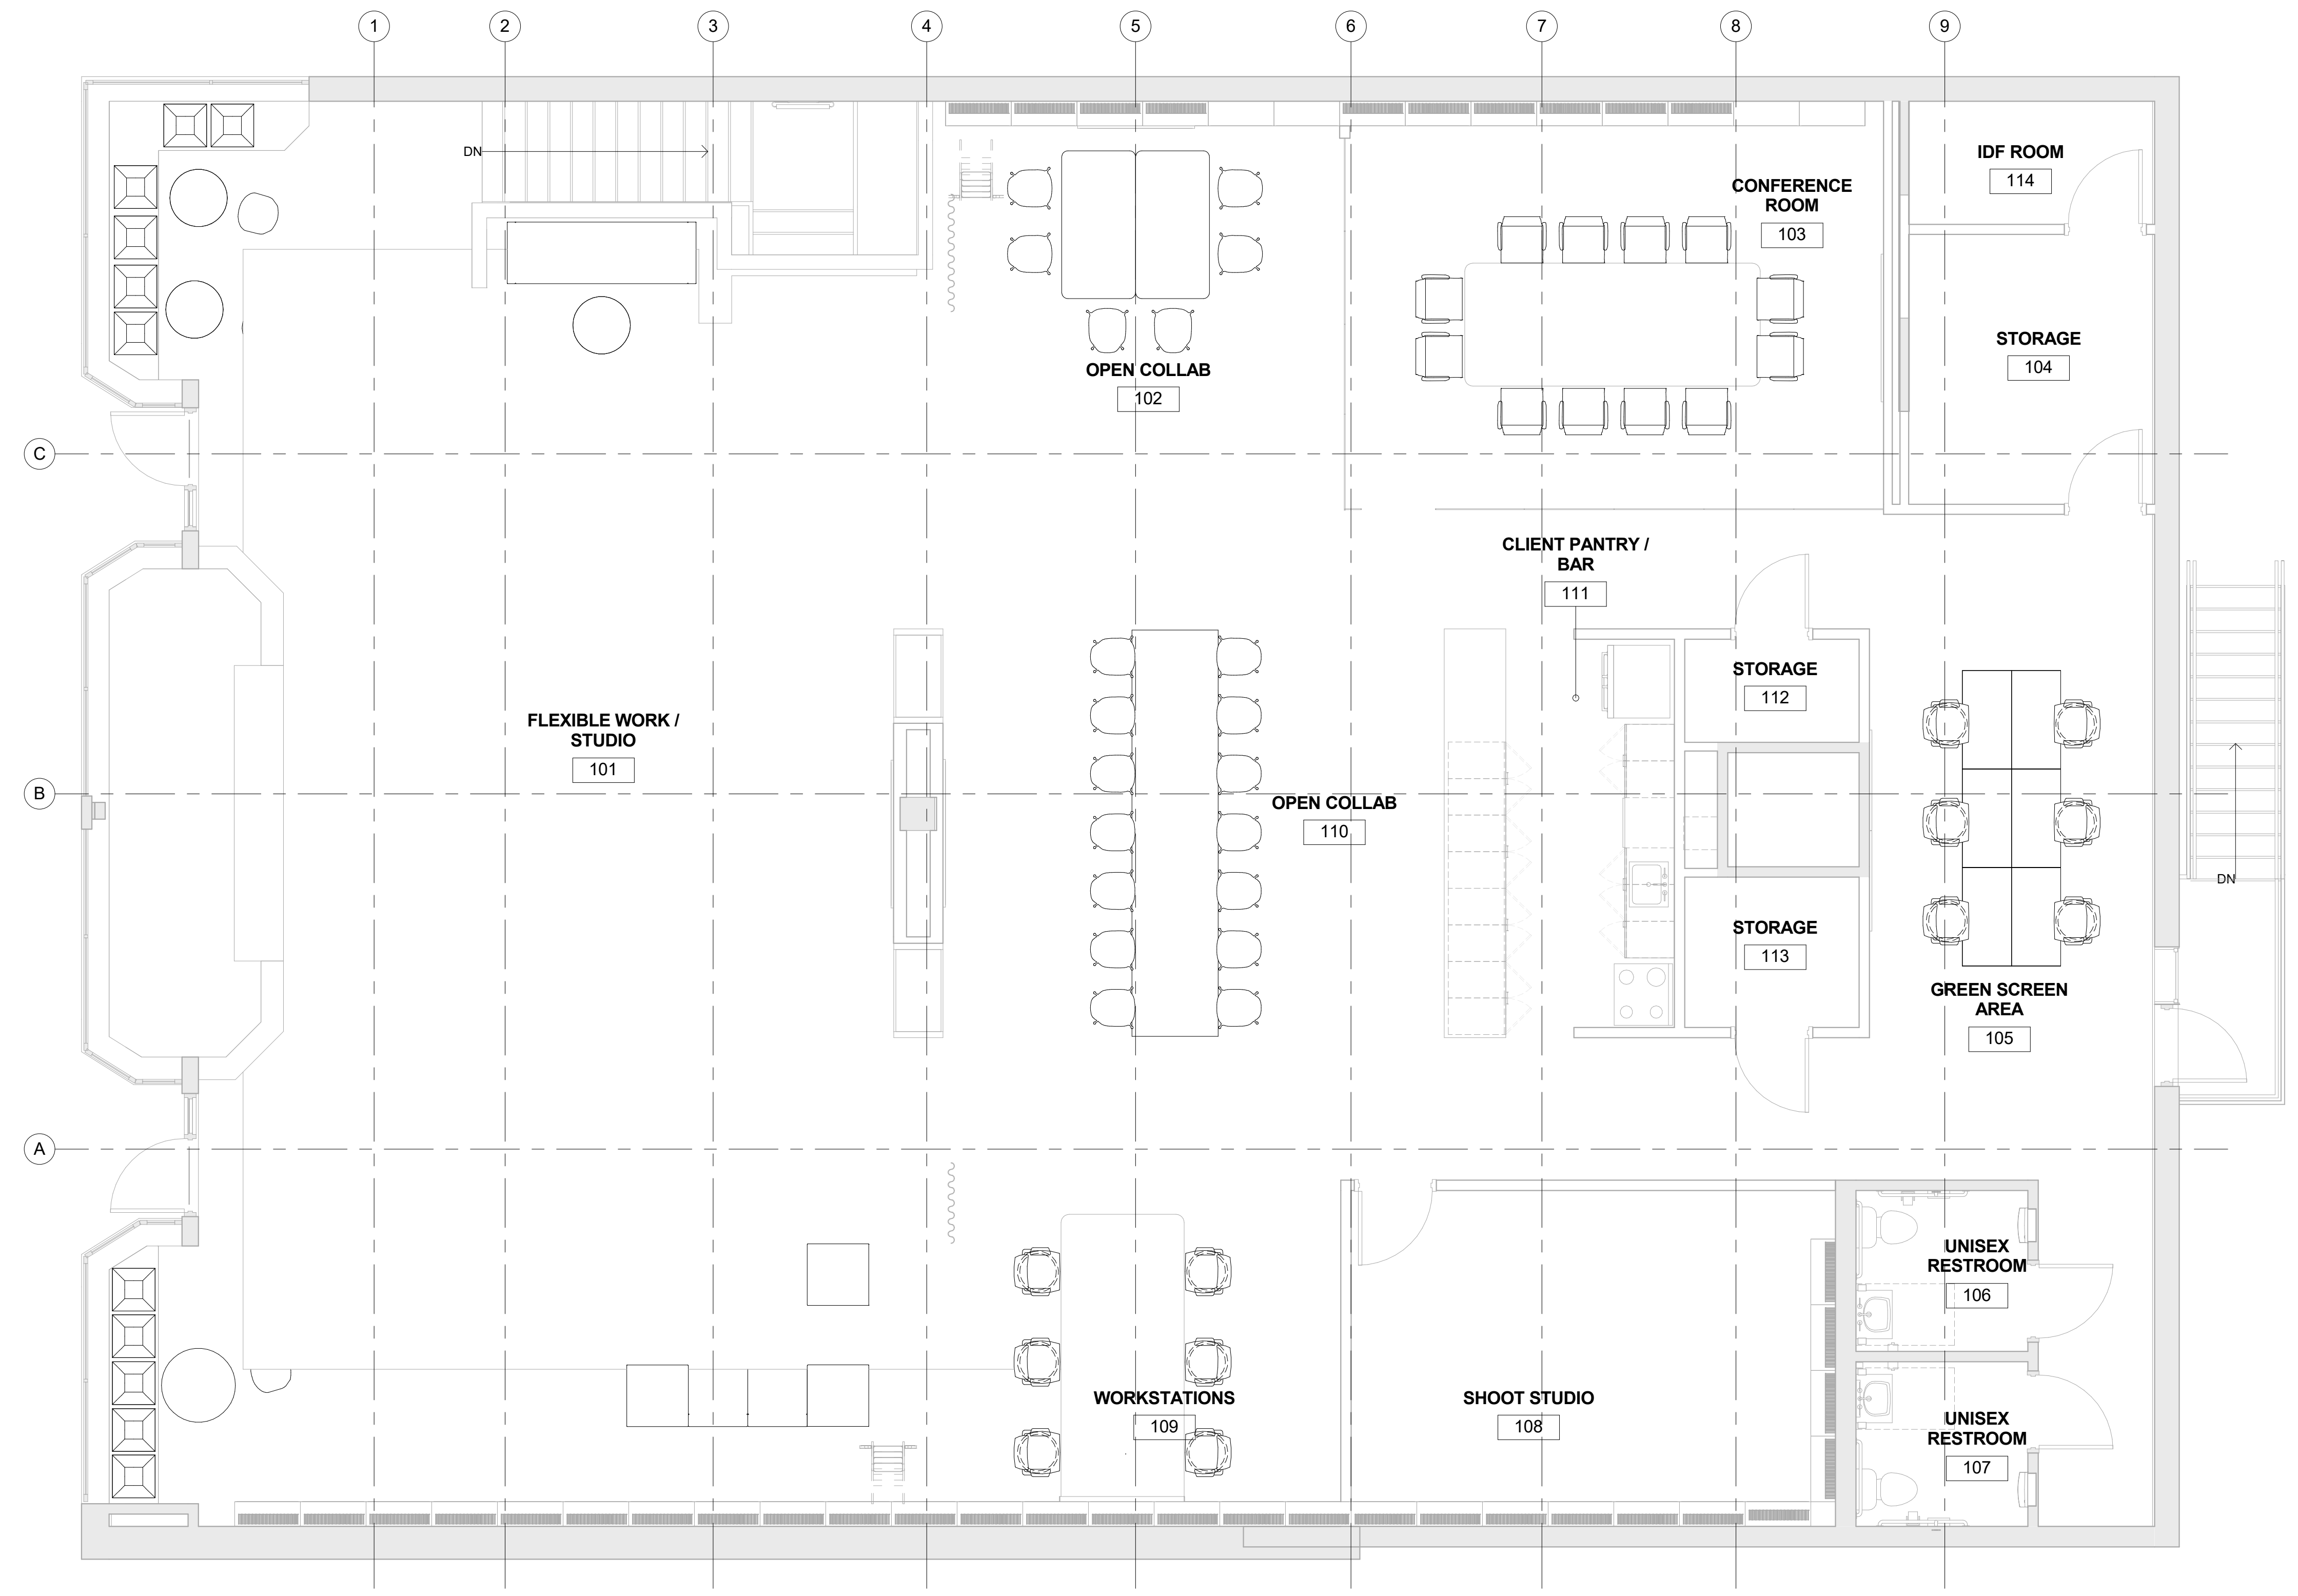 1 2 3 4 5 6 7 8 9
DN
IDF ROOM
114
CONFERENCE
ROOM
103
STORAGE
104
OPEN COLLAB
102
C
CLIENT PANTRY /
BAR
111
STORAGE
112
FLEXIBLE WORK /
STUDIO
101
B
OPEN COLLAB
110
DN
STORAGE
113
GREEN SCREEN
AREA
105
A
UNISEX
RESTROOM
106
WORKSTATIONS
109
SHOOT STUDIO
108
UNISEX
RESTROOM
107